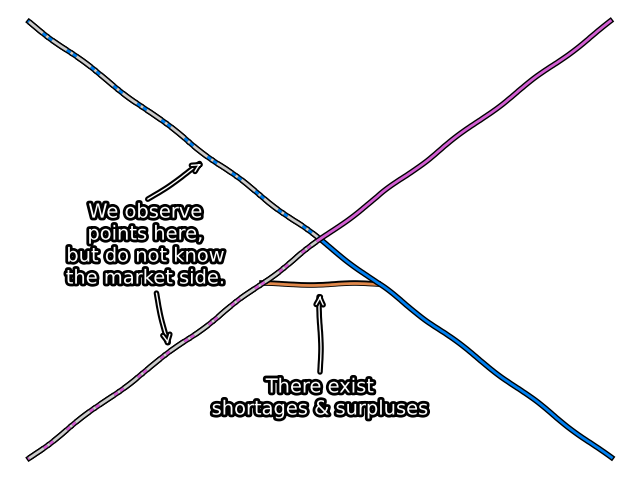 We observe
points here,
but do not know
the market side.
There exist
shortages & surpluses